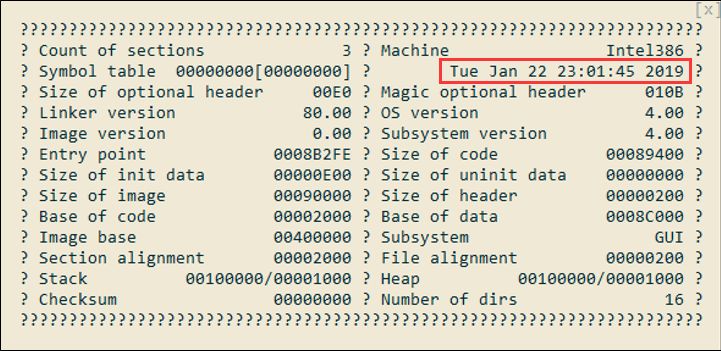 [x]
???????????????????????????????????????????????????????????????????????
? Count of sections 3 ? Machine Intel386 ?
? Symbol table 00000000[00000000] ? Tue Jan 22 23:01:45 2019 ?
? Size of optional header 00E0 ? Magic optional header 010B ?
? Linker version 80.00 ? OS version 4.00 ?
? Image version 0.00 ? Subsystem version 4.00 ?
? Entry point 0008B2FE ? Size of code 00089400 ?
? Size of init data 00000E00 ? Size of uninit data 00000000 ?
? Size of image 00090000 ? Size of header 00000200 ?
? Base of code 00002000 ? Base of data 0008C000 ?
? Image base 00400000 ? Subsystem GUI ?
? Section alignment 00002000 ? File alignment 00000200 ?
? Stack 00100000/00001000 ? Heap 00100000/00001000 ?
? Checksum 00000000 ? Number of dirs 16 ?
???????????????????????????????????????????????????????????????????????